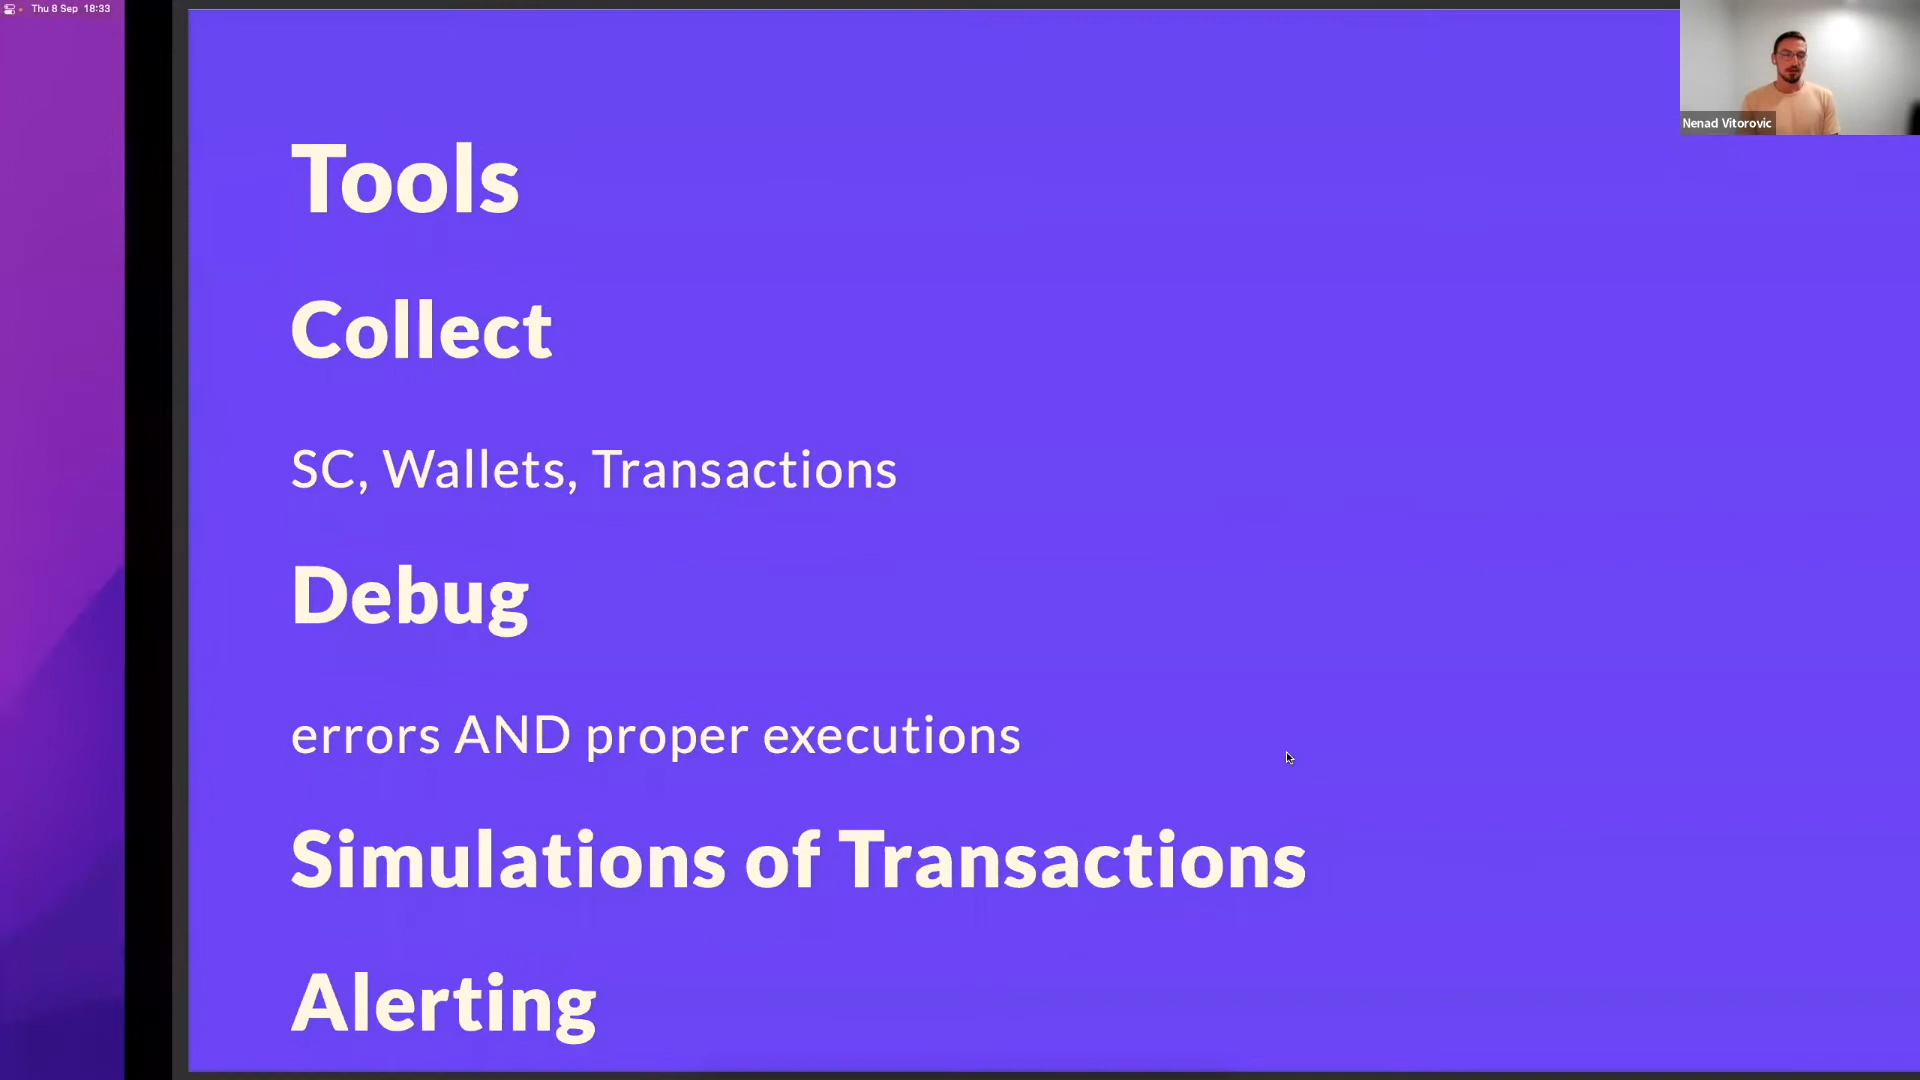 Thu 8 Sep 18:33
Nenad Vitorovic
Tools
Collect
SC, Wallets, Transactions
Debug
errors AND proper executions
Simulations of Transactions
Alerting